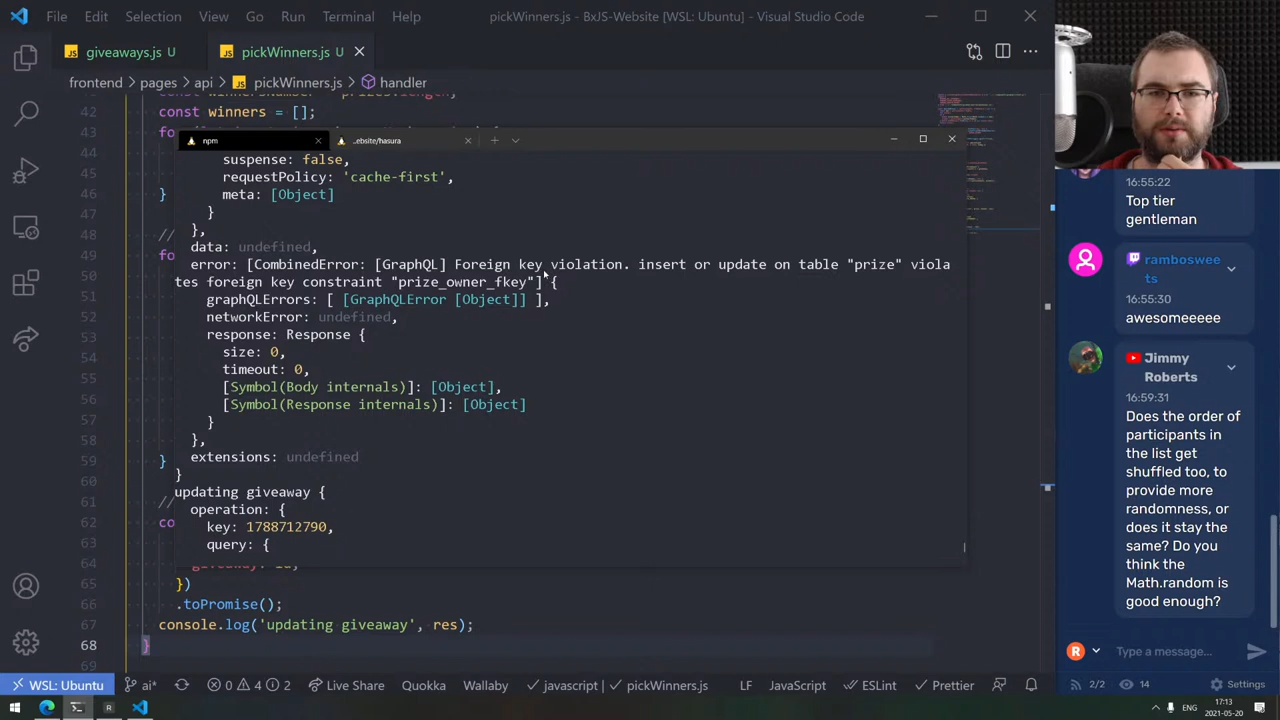 File Edit Selection View Go Run Terminal Help pickWinners.js - BxJS-Website [WSL: Ubuntu] - Visual Studio Code
JS giveaways.js U JS pickWinners.js U
frontend > pages > api > JS pickWinners.js > handler
42 const winners = [];
43
44
45
46 }
47
48 //
49 fo
50
51
52
53
54
55
56
57
58
59 }
60
61 //
62 co
63
64
65 })
66 .toPromise();
67 console.log('updating giveaway', res);
68 }
69
npm
..ebsite/hasura
suspense: false,
requestPolicy: 'cache-first',
meta: [Object]
}
},
data: undefined,
error: [CombinedError: [GraphQL] Foreign key violation. insert or update on table "prize" viola
tes foreign key constraint "prize_owner_fkey"] {
graphQLErrors: [ [GraphQLError [Object]] ],
networkError: undefined,
response: Response {
size: 0,
timeout: 0,
[Symbol(Body internals)]: [Object],
[Symbol(Response internals)]: [Object]
}
},
extensions: undefined
}
updating giveaway {
operation: {
key: 1788712790,
query: {
WSL: Ubuntu ai* 0 4 2 Live Share Quokka Wallaby javascript | pickWinners.js LF JavaScript ESLint Prettier
16:55:22
Top tier
gentleman
ramboswee
ts
16:55:30
awesomeeeee
Jimmy
Roberts
16:59:31
Does the order of
participants in
the list get
shuffled too, to
provide more
randomness, or
does it stay the
same? Do you
think the
Math.random is
good enough?
R Type a message...
2/2 14 Settings
R ENG 17:13
2021-05-20